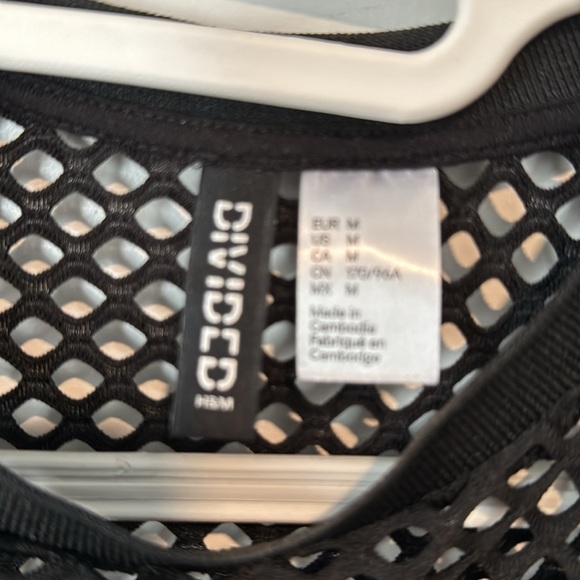 DIVIDED
H&M
EUR M
US M
CA M
CN 170/96A
MX M
Made in
Cambodia
Fabriqué en
Cambodge